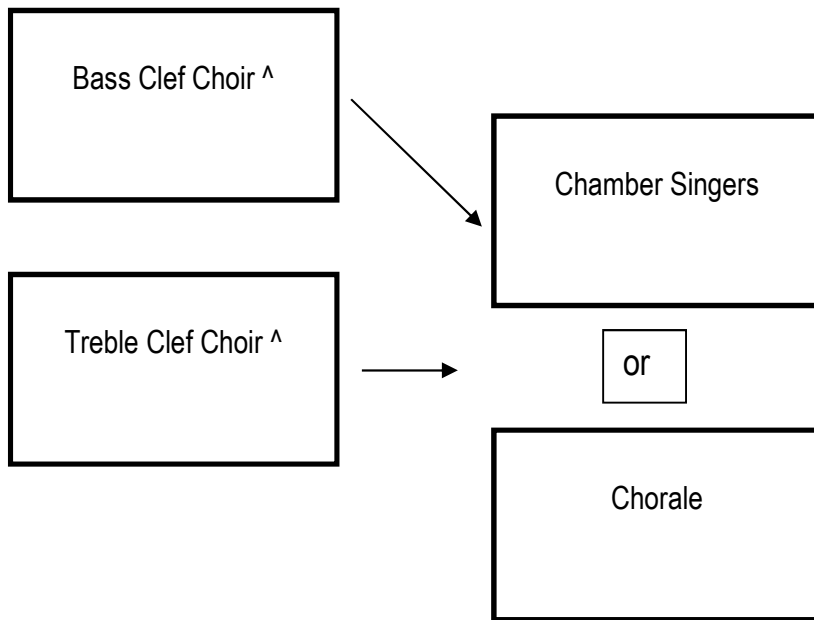 Bass Clef Choir ^
Chamber Singers
Treble Clef Choir ^
or
Chorale